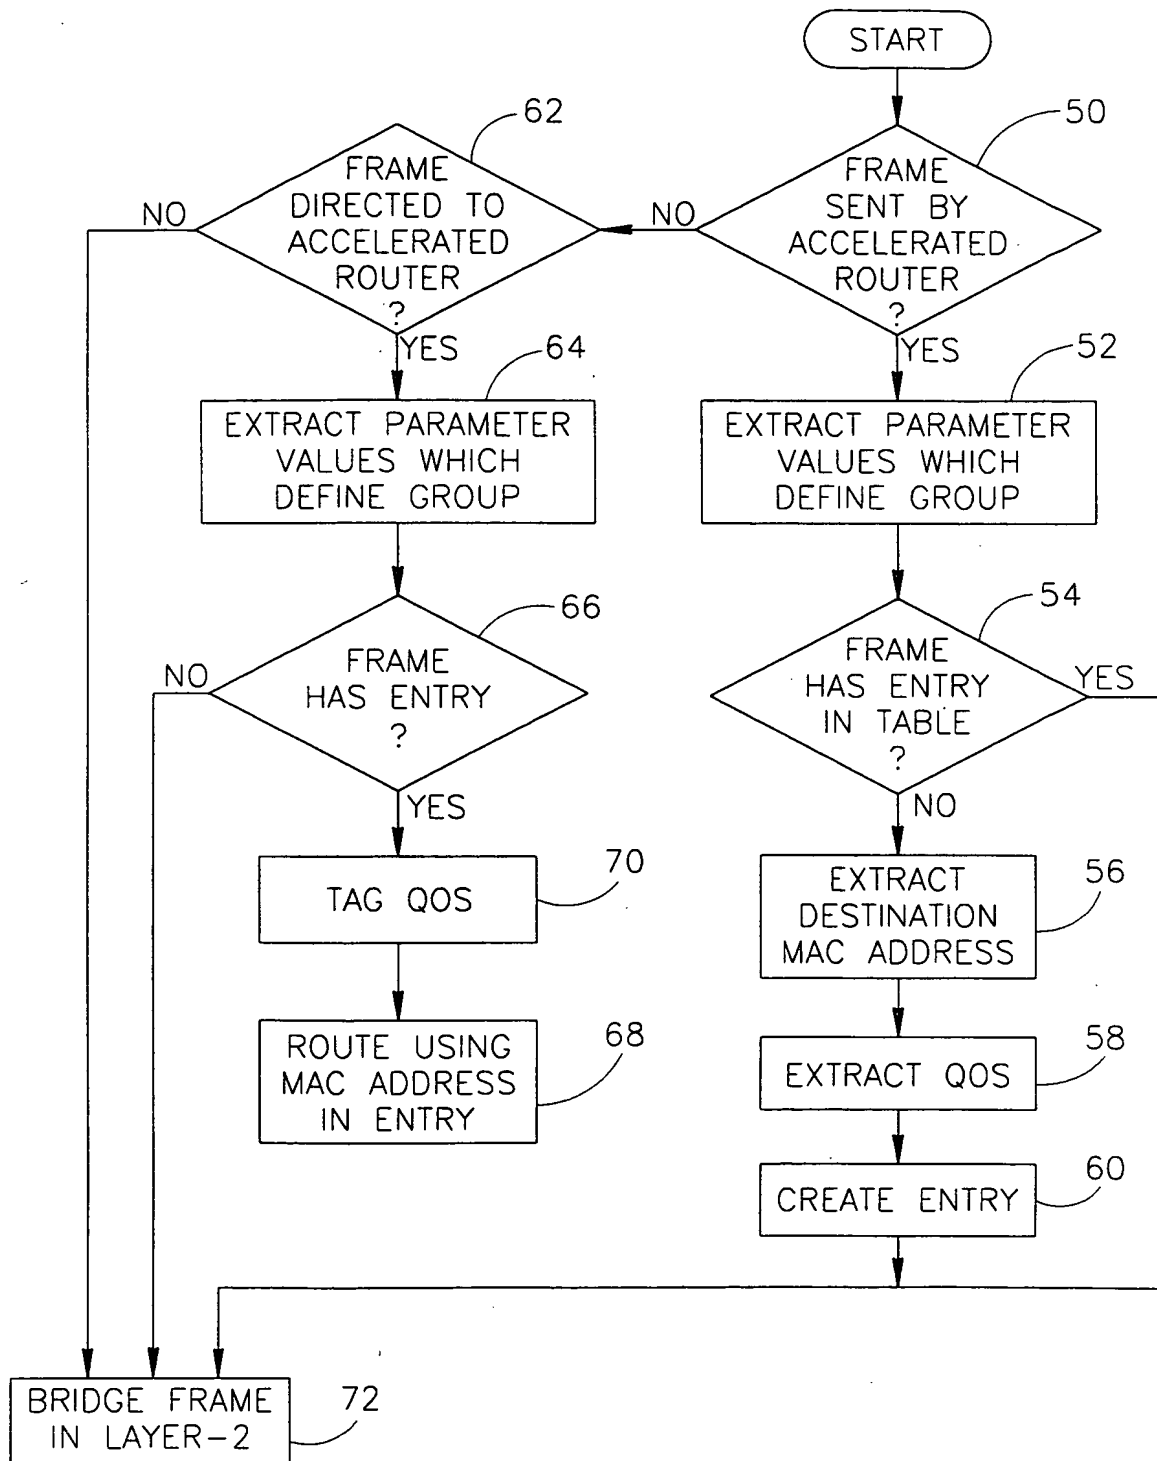 START
62
50
FRAME
DIRECTED TO
ACCELERATED
ROUTER
?
NO
NO
FRAME
SENT BY
ACCELERATED
ROUTER
?
YES
64
YES
52
EXTRACT PARAMETER
VALUES WHICH
DEFINE GROUP
EXTRACT PARAMETER
VALUES WHICH
DEFINE GROUP
66
54
NO
FRAME
HAS ENTRY
?
FRAME
HAS ENTRY
IN TABLE
?
YES
YES
NO
TAG QOS
70
EXTRACT
DESTINATION
MAC ADDRESS
56
ROUTE USING
MAC ADDRESS
IN ENTRY
68
EXTRACT QOS
58
CREATE ENTRY
60
BRIDGE FRAME
IN LAYER-2
72